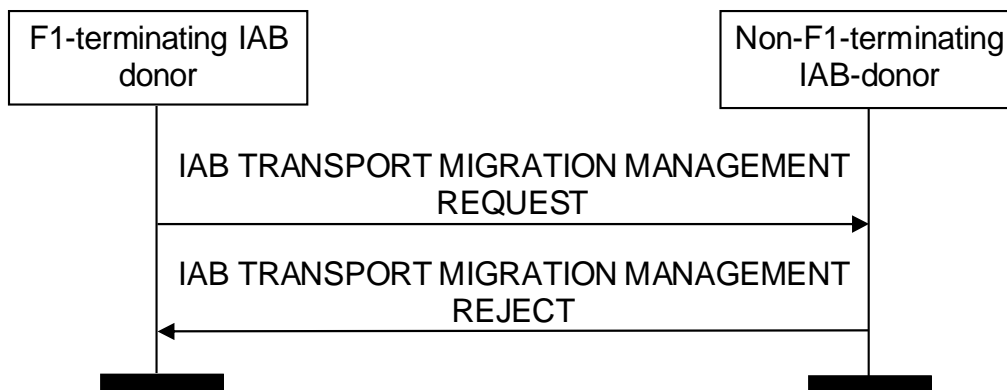 F1-terminating IAB
donor
Non-F1-terminating
IAB-donor
IAB TRANSPORT MIGRATION MANAGEMENT
REQUEST
IAB TRANSPORT MIGRATION MANAGEMENT
REJECT